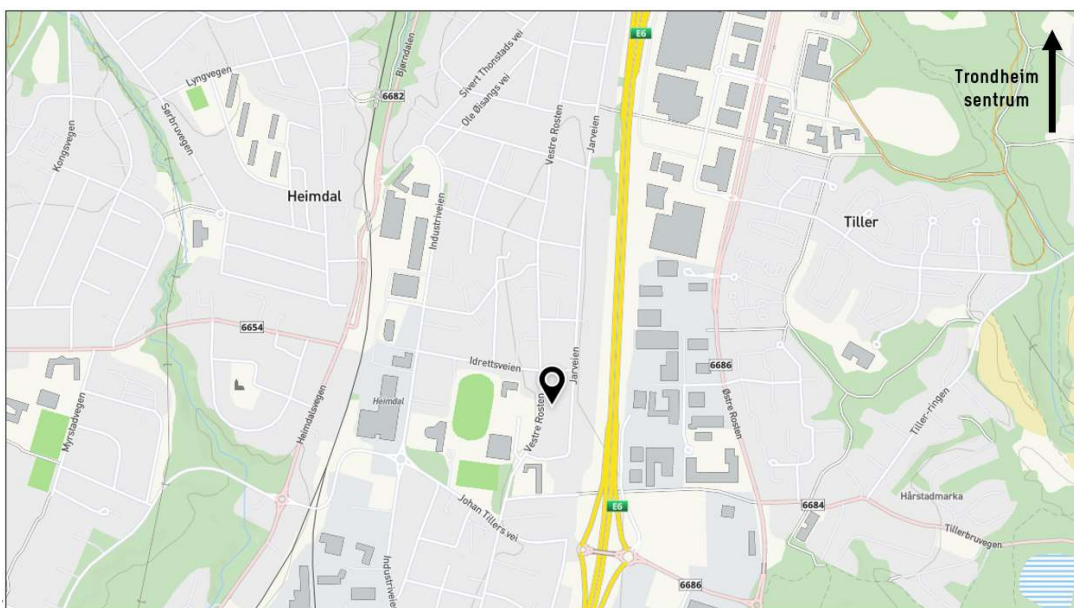 E6
Trondheim
sentrum
Lyngvegen
Bjørndalen
Sivert Thonstads vei
Ole Øisangs vei
6682
Sørbruvegen
Kongsvegen
Vestre Rosten
Jarveien
Heimdal
Tiller
Industriveien
6654
Idrettsveien
Jarveien
6686
Heimdal
Vestre Rosten
Østre Rosten
Myrstadvegen
Heimdalsvegen
Tiller-ringen
Johan Tillers vei
E6
6684
Hårstadmarka
Tillerbruvegen
Industriveien
6686